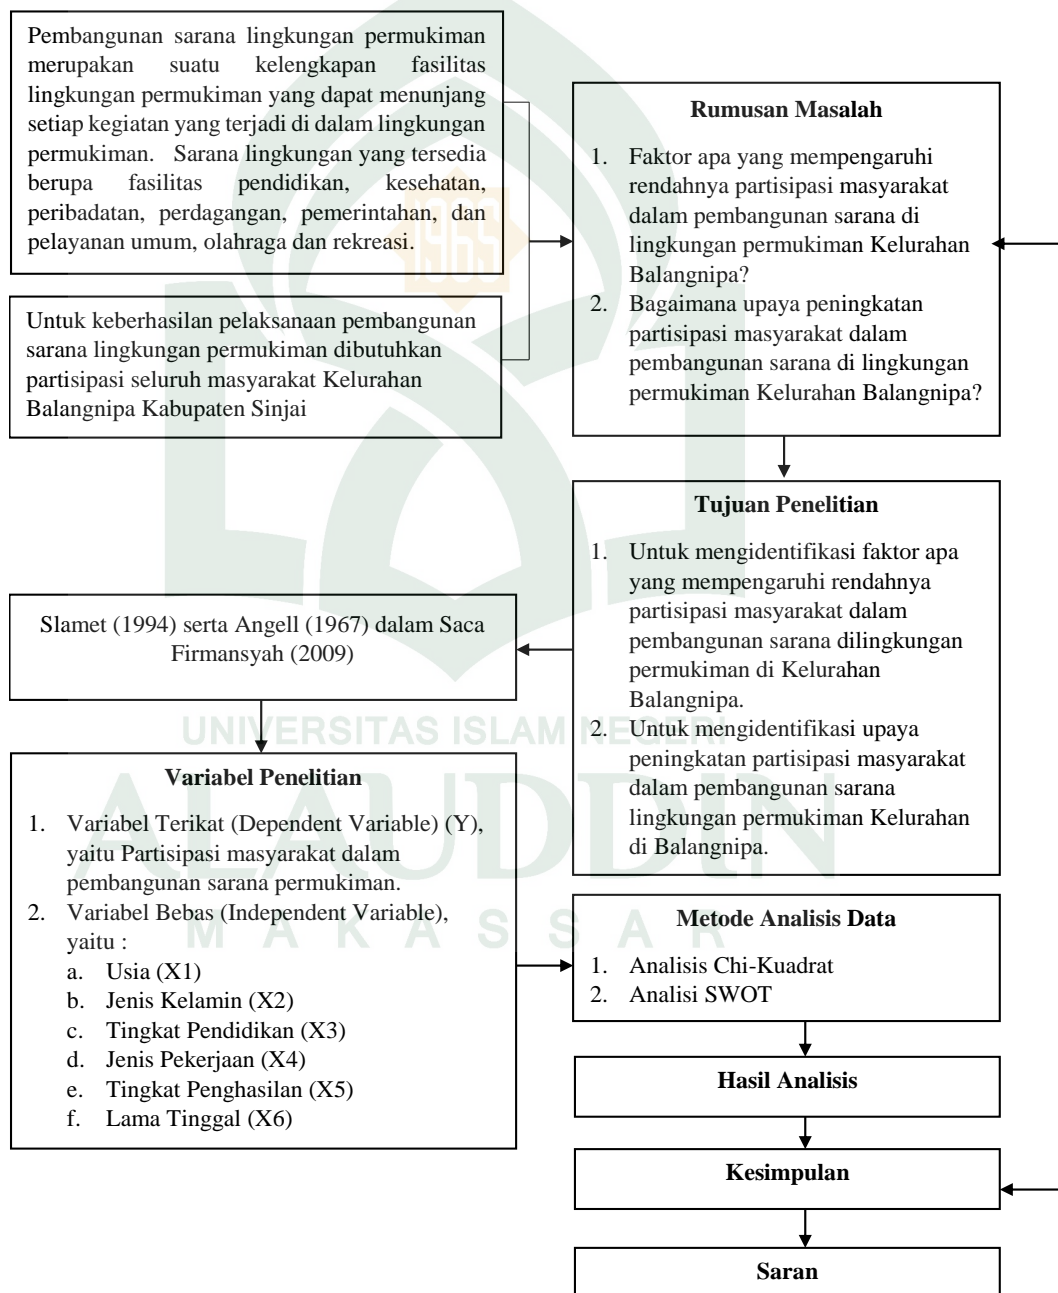 Pembangunan sarana lingkungan permukiman
merupakan suatu kelengkapan fasilitas
lingkungan permukiman yang dapat menunjang
setiap kegiatan yang terjadi di dalam lingkungan
permukiman. Sarana lingkungan yang tersedia
berupa fasilitas pendidikan, kesehatan,
peribadatan, perdagangan, pemerintahan, dan
pelayanan umum, olahraga dan rekreasi.
Untuk keberhasilan pelaksanaan pembangunan
sarana lingkungan permukiman dibutuhkan
partisipasi seluruh masyarakat Kelurahan
Balangnipa Kabupaten Sinjai
Rumusan Masalah
1. Faktor apa yang mempengaruhi
rendahnya partisipasi masyarakat
dalam pembangunan sarana di
lingkungan permukiman Kelurahan
Balangnipa?
2. Bagaimana upaya peningkatan
partisipasi masyarakat dalam
pembangunan sarana di lingkungan
permukiman Kelurahan Balangnipa?
Tujuan Penelitian
1. Untuk mengidentifikasi faktor apa
yang mempengaruhi rendahnya
partisipasi masyarakat dalam
pembangunan sarana dilingkungan
permukiman di Kelurahan
Balangnipa.
2. Untuk mengidentifikasi upaya
peningkatan partisipasi masyarakat
dalam pembangunan sarana
lingkungan permukiman Kelurahan
di Balangnipa.
Slamet (1994) serta Angell (1967) dalam Saca
Firmansyah (2009)
Variabel Penelitian
1. Variabel Terikat (Dependent Variable) (Y),
yaitu Partisipasi masyarakat dalam
pembangunan sarana permukiman.
2. Variabel Bebas (Independent Variable),
yaitu :
a. Usia (X1)
b. Jenis Kelamin (X2)
c. Tingkat Pendidikan (X3)
d. Jenis Pekerjaan (X4)
e. Tingkat Penghasilan (X5)
f. Lama Tinggal (X6)
Metode Analisis Data
1. Analisis Chi-Kuadrat
2. Analisi SWOT
Hasil Analisis
Kesimpulan
Saran
1965
UNIVERSITAS ISLAM NEGERI
ALAUDDIN
MAKASSAR